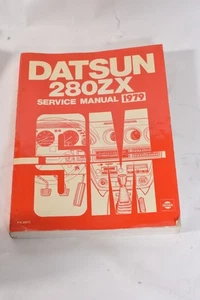 DATSUN
280ZX
SERVICE MANUAL 1979
SM